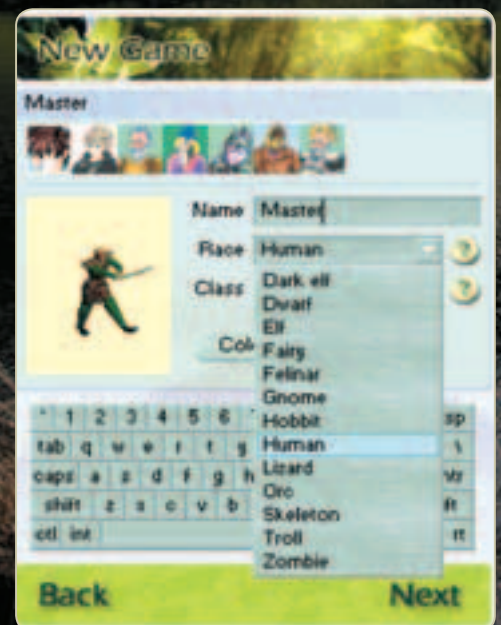 New Game
Master
Name Master
Race Human
Class
Dark elf
Dwarf
Elf
Fairy
Felinar
Gnome
Hobbit
Human
Lizard
Orc
Skeleton
Troll
Zombie
1 2 3 4 5 6
tab q w e r t
caps a s d f g h
shift z x c v b
ctl int
Back Next